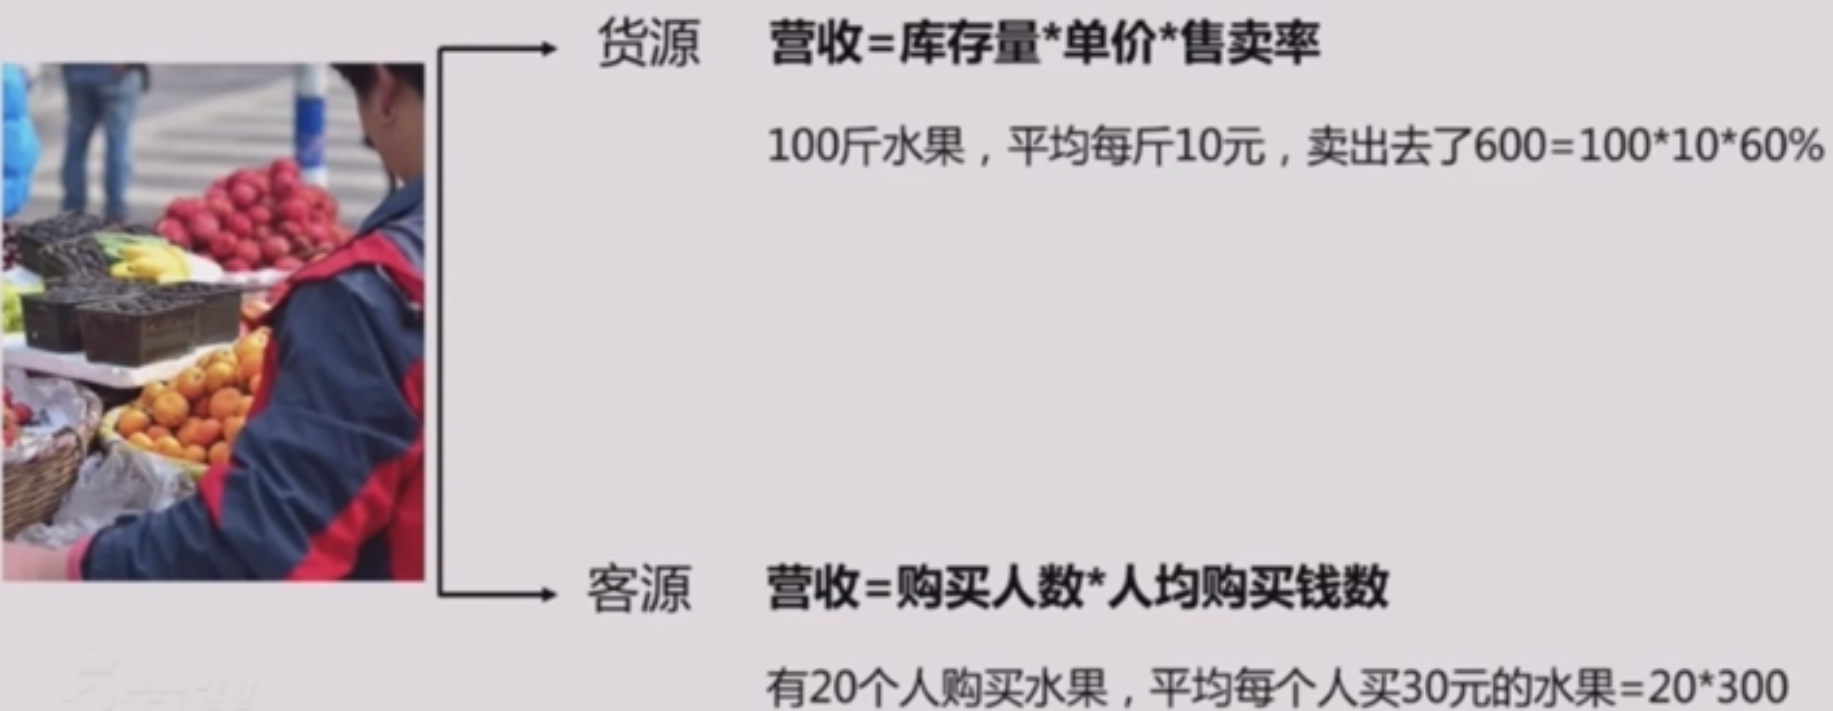 货源 营收=库存量*单价*售卖率
100斤水果，平均每斤10元，卖出去了600=100*10*60%
客源 营收=购买人数*人均购买钱数
有20个人购买水果，平均每个人买30元的水果=20*300